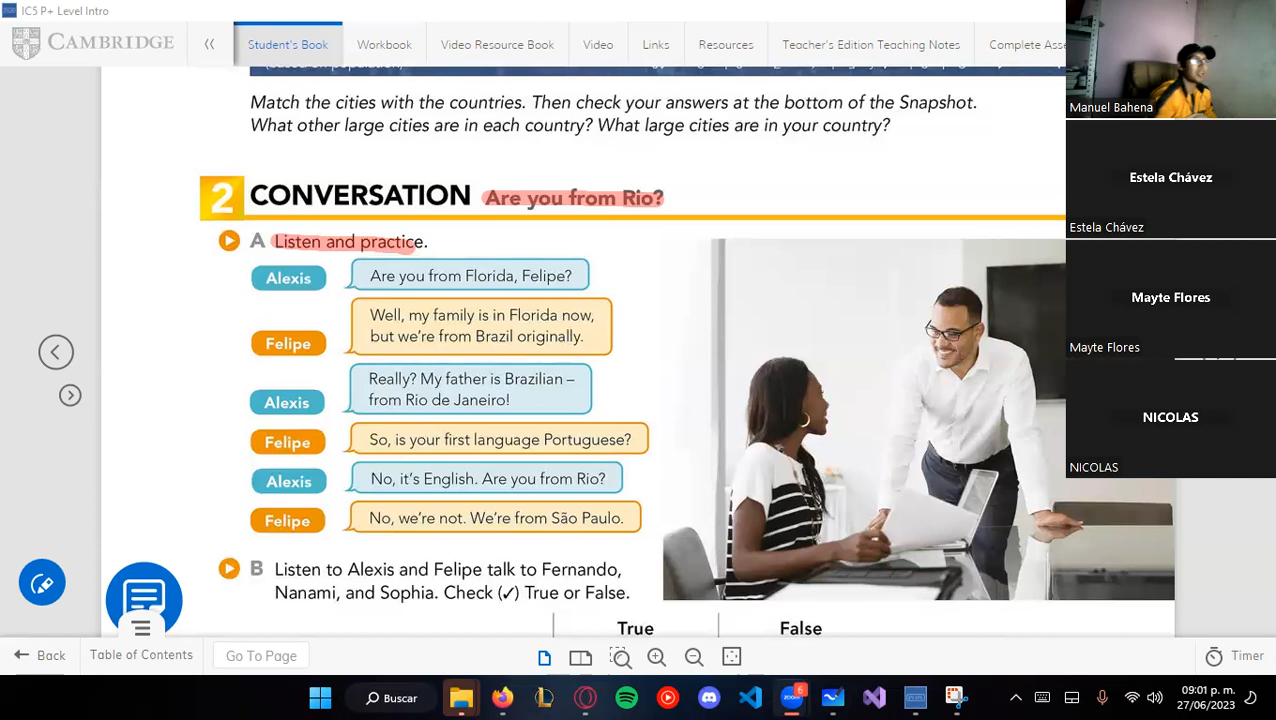 IC5 P+ Level Intro
CAMBRIDGE
Student's Book
Workbook
Video Resource Book
Video
Links
Resources
Teacher's Edition Teaching Notes
Complete Asse
Match the cities with the countries. Then check your answers at the bottom of the Snapshot.
What other large cities are in each country? What large cities are in your country?
2 CONVERSATION Are you from Rio?
A Listen and practice.
Alexis Are you from Florida, Felipe?
Felipe Well, my family is in Florida now,
but we're from Brazil originally.
Alexis Really? My father is Brazilian –
from Rio de Janeiro!
Felipe So, is your first language Portuguese?
Alexis No, it's English. Are you from Rio?
Felipe No, we're not. We're from São Paulo.
B Listen to Alexis and Felipe talk to Fernando,
Nanami, and Sophia. Check (✓) True or False.
True False
Manuel Bahena
Estela Chávez
Estela Chávez
Mayte Flores
Mayte Flores
NICOLAS
NICOLAS
Back
Table of Contents
Go To Page
Timer
Buscar
6
09:01 p. m.
27/06/2023